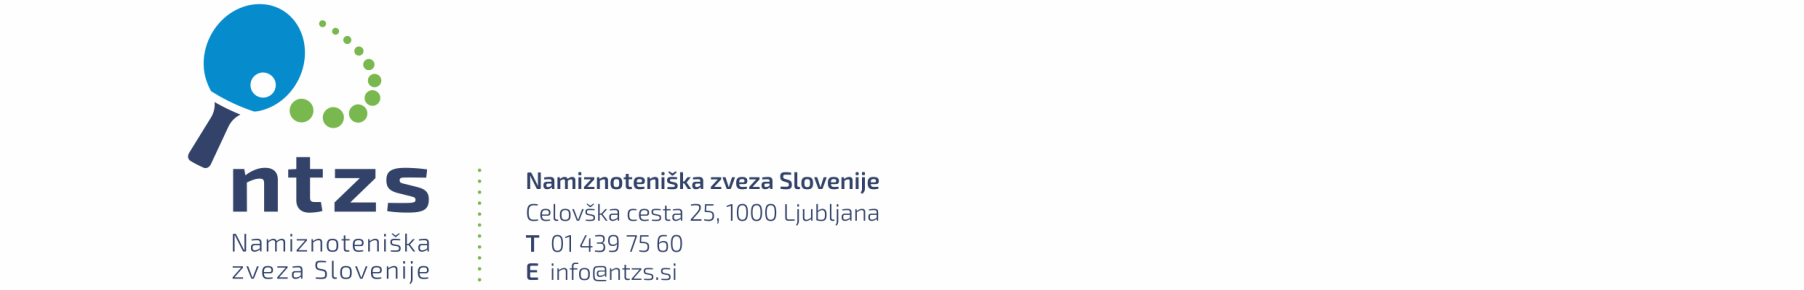 ntzs
Namiznoteniška
zveza Slovenije
Namiznoteniška zveza Slovenije
Celovška cesta 25, 1000 Ljubljana
T 01 439 75 60
E info@ntzs.si